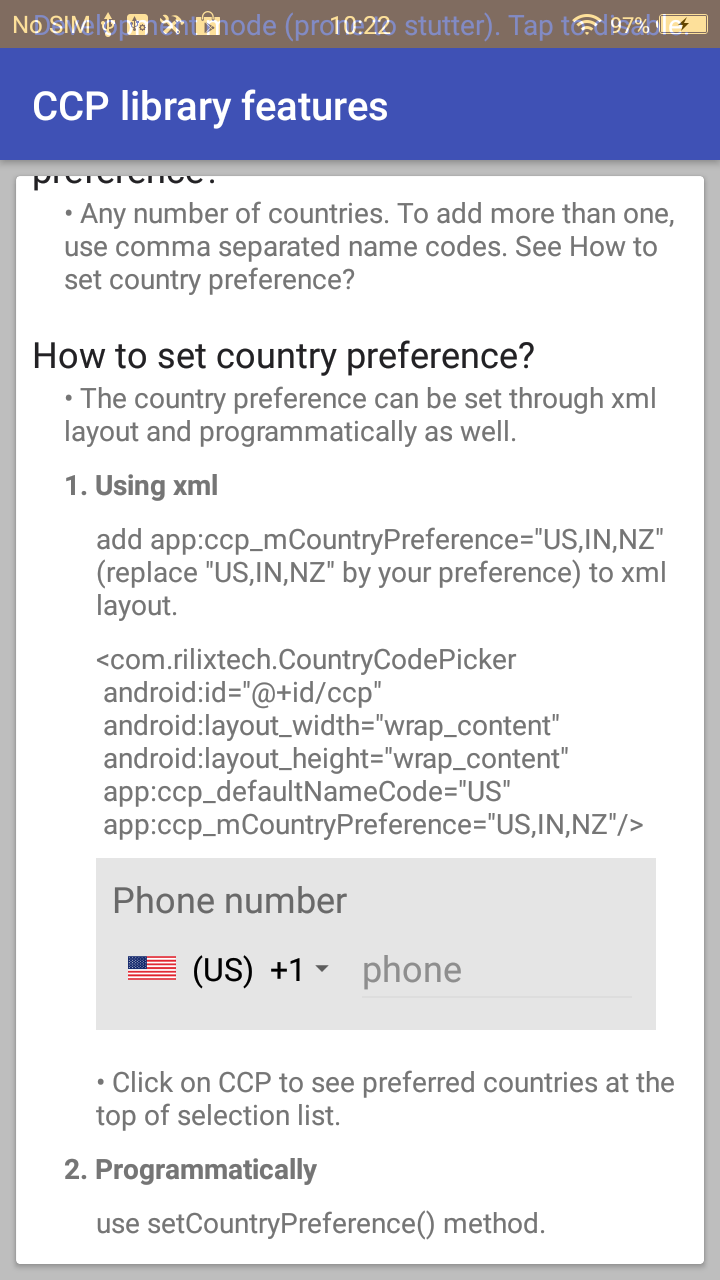 No SIM 10:22 97%
Development mode (prone to stutter). Tap to disable.
CCP library features
preference?
• Any number of countries. To add more than one,
use comma separated name codes. See How to
set country preference?
How to set country preference?
• The country preference can be set through xml
layout and programmatically as well.
1. Using xml
add app:ccp_mCountryPreference="US,IN,NZ"
(replace "US,IN,NZ" by your preference) to xml
layout.
<com.rilixtech.CountryCodePicker
android:id="@+id/ccp"
android:layout_width="wrap_content"
android:layout_height="wrap_content"
app:ccp_defaultNameCode="US"
app:ccp_mCountryPreference="US,IN,NZ"/>
Phone number
(US) +1 phone
• Click on CCP to see preferred countries at the
top of selection list.
2. Programmatically
use setCountryPreference() method.